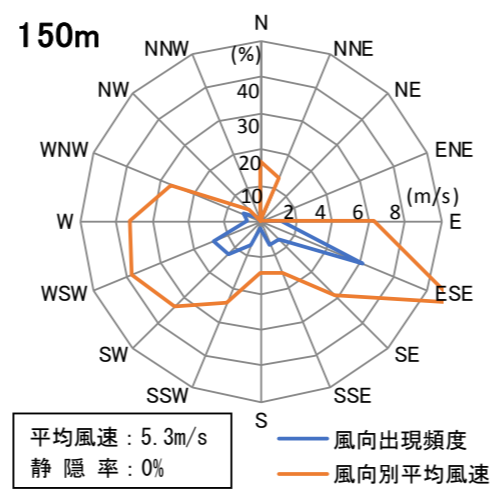 150m
N
NNW
NNE
(%)
NW
NE
40
30
WNW
ENE
20
10
(m/s)
2 4 6 8
W
E
WSW
ESE
SW
SE
SSW
SSE
S
平均風速：5.3m/s
静 隠 率：0%
風向出現頻度
風向別平均風速